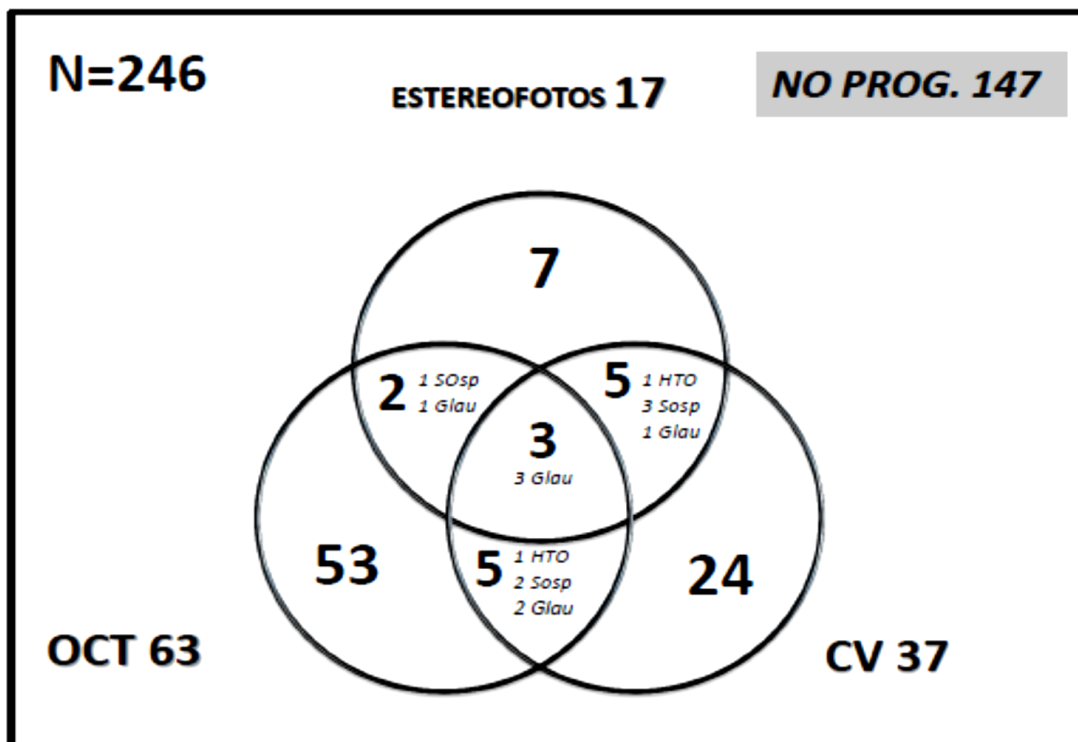 N=246
ESTEREOFOTOS 17
NO PROG. 147
7
2 1 SOsp
1 Glau
5 1 HTO
3 Sosp
1 Glau
3
3 Glau
53
5 1 HTO
2 Sosp
2 Glau
24
OCT 63
CV 37